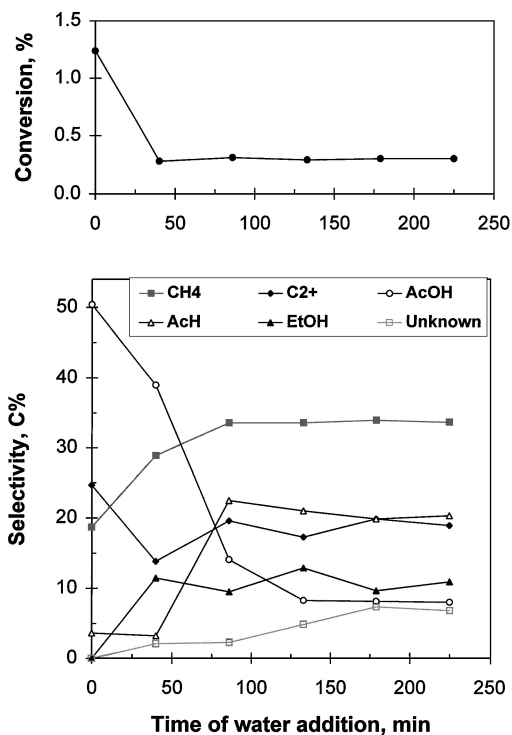 1.5
1.0
0.5
0.0
Conversion, %
0 50 100 150 200 250
CH4 C2+ AcOH
AcH EtOH Unknown
50
40
30
20
10
0
Selectivity, C%
0 50 100 150 200 250
Time of water addition, min